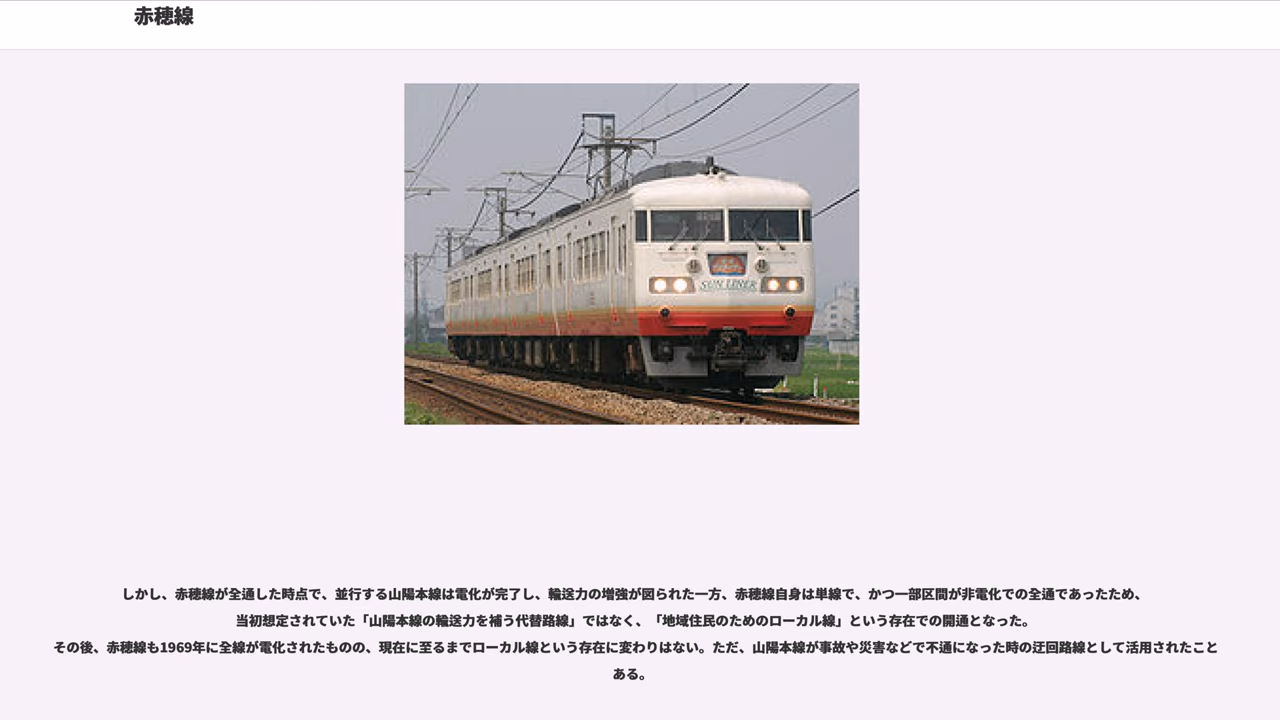 赤穂線
SUN LINER
しかし、赤穂線が全通した時点で、並行する山陽本線は電化が完了し、輸送力の増強が図られた一方、赤穂線自身は単線で、かつ一部区間が非電化での全通であったため、
当初想定されていた「山陽本線の輸送力を補う代替路線」ではなく、「地域住民のためのローカル線」という存在での開通となった。
その後、赤穂線も1969年に全線が電化されたものの、現在に至るまでローカル線という存在に変わりはない。ただ、山陽本線が事故や災害などで不通になった時の迂回路線として活用されたこと
ある。